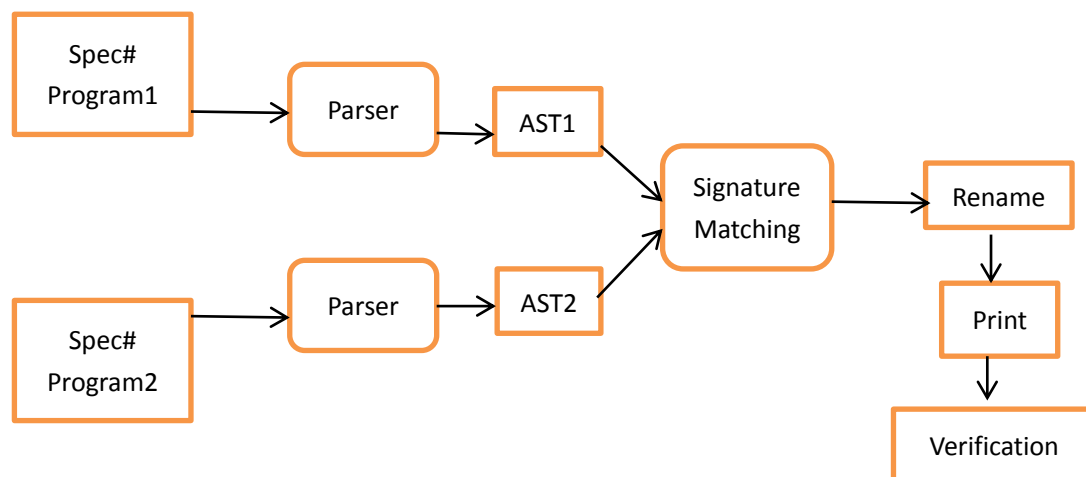 Spec#
Program1
Parser
AST1
Signature
Matching
Rename
Spec#
Program2
Parser
AST2
Print
Verification